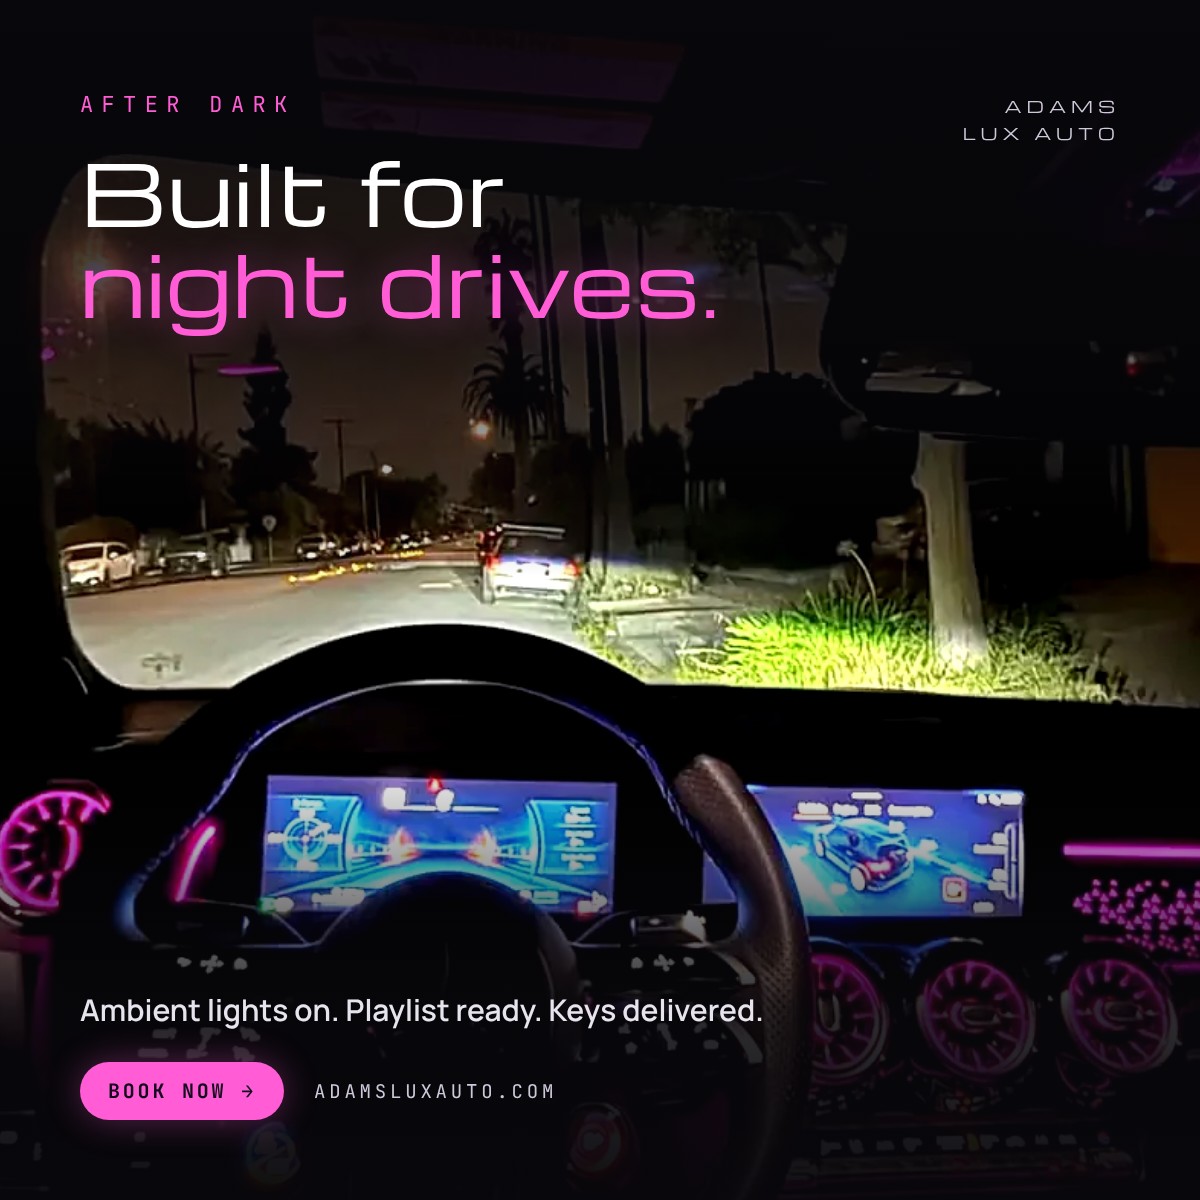 AFTER DARK
ADAMS
LUX AUTO
Built for
night drives.
Ambient lights on. Playlist ready. Keys delivered.
BOOK NOW →
ADAMSLUXAUTO.COM